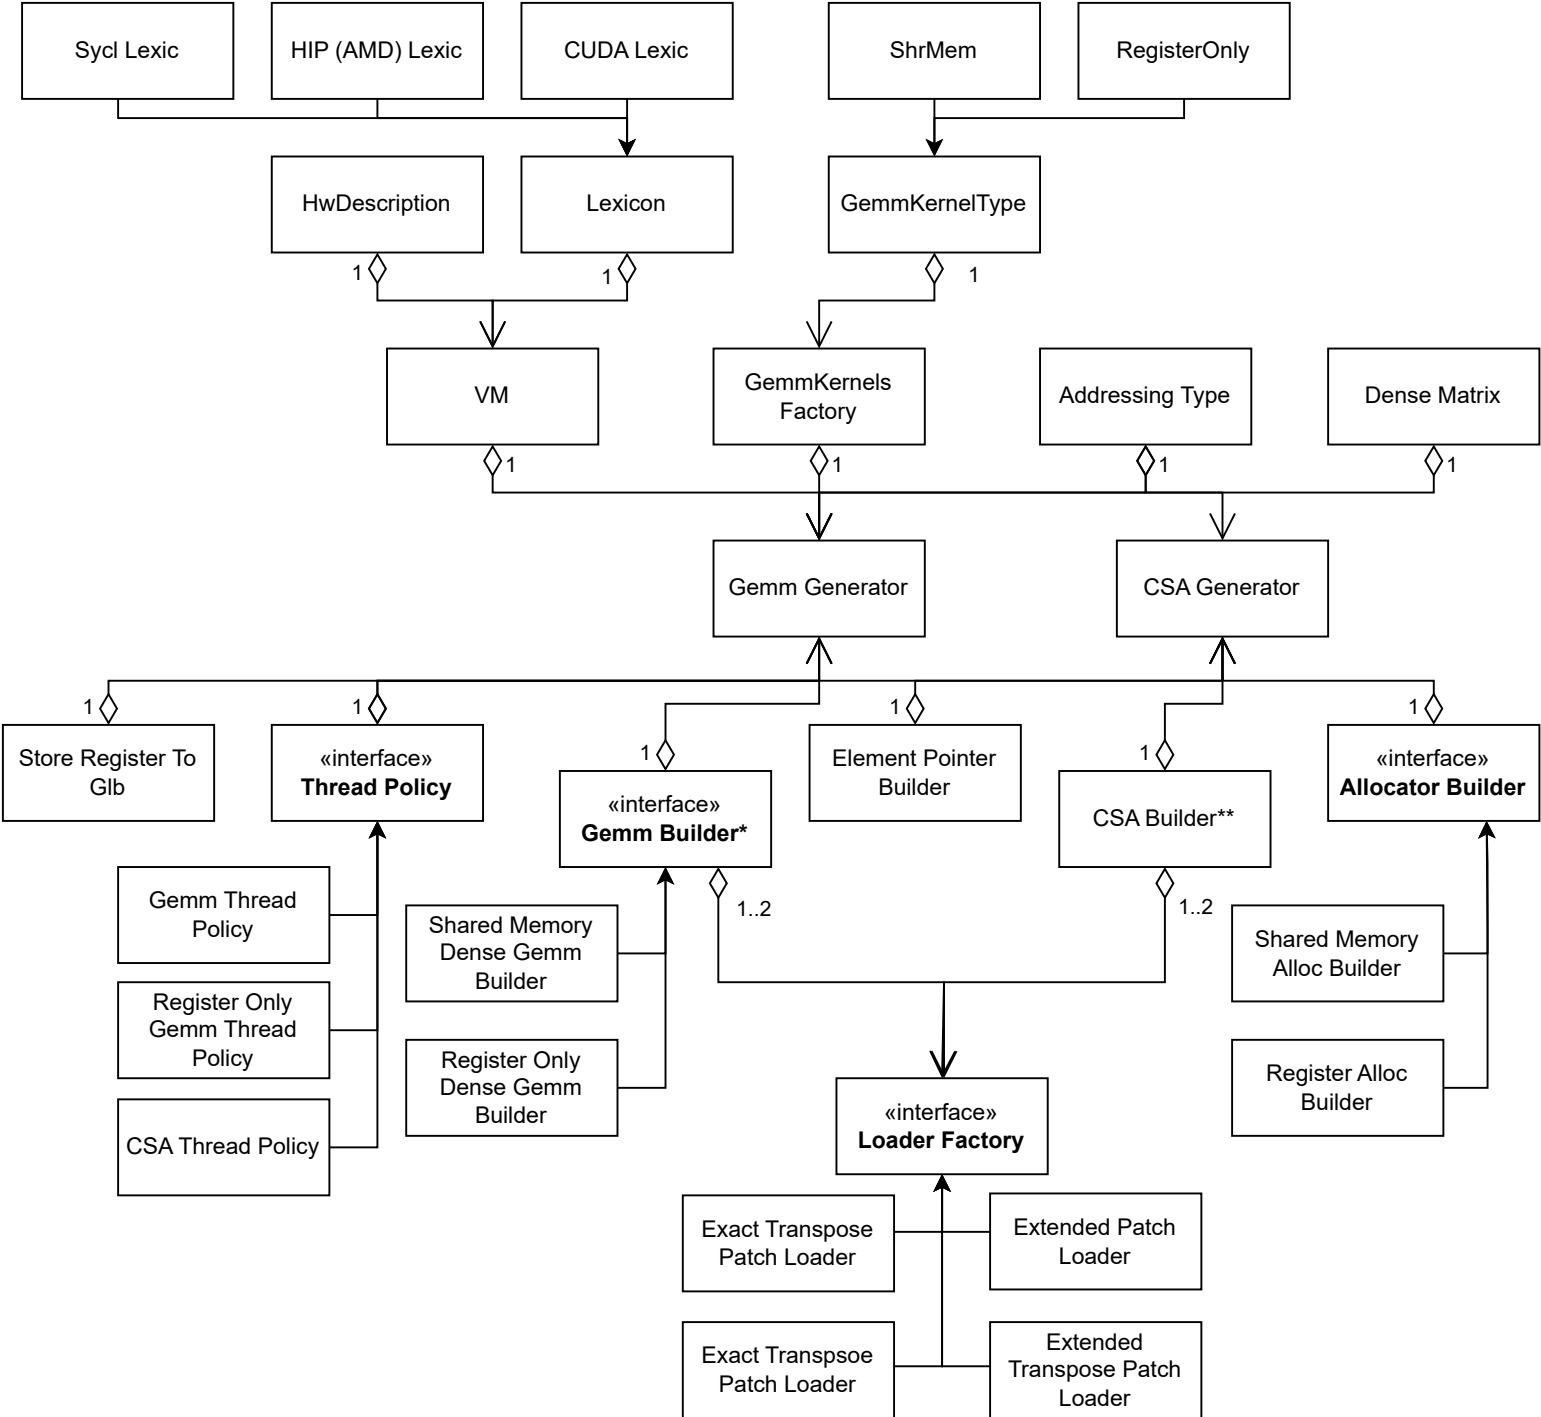 Sycl Lexic
HIP (AMD) Lexic
CUDA Lexic
ShrMem
RegisterOnly
HwDescription
Lexicon
GemmKernelType
1
1
1
VM
GemmKernels
Factory
Addressing Type
Dense Matrix
1
1
1
1
Gemm Generator
CSA Generator
1
1
1
1
1
1
Store Register To
Glb
«interface»
Thread Policy
«interface»
Gemm Builder*
Element Pointer
Builder
CSA Builder**
«interface»
Allocator Builder
1..2
1..2
Gemm Thread
Policy
Shared Memory
Dense Gemm
Builder
Shared Memory
Alloc Builder
Register Only
Gemm Thread
Policy
Register Only
Dense Gemm
Builder
Register Alloc
Builder
CSA Thread Policy
«interface»
Loader Factory
Exact Transpose
Patch Loader
Extended Patch
Loader
Exact Transpsoe
Patch Loader
Extended
Transpose Patch
Loader